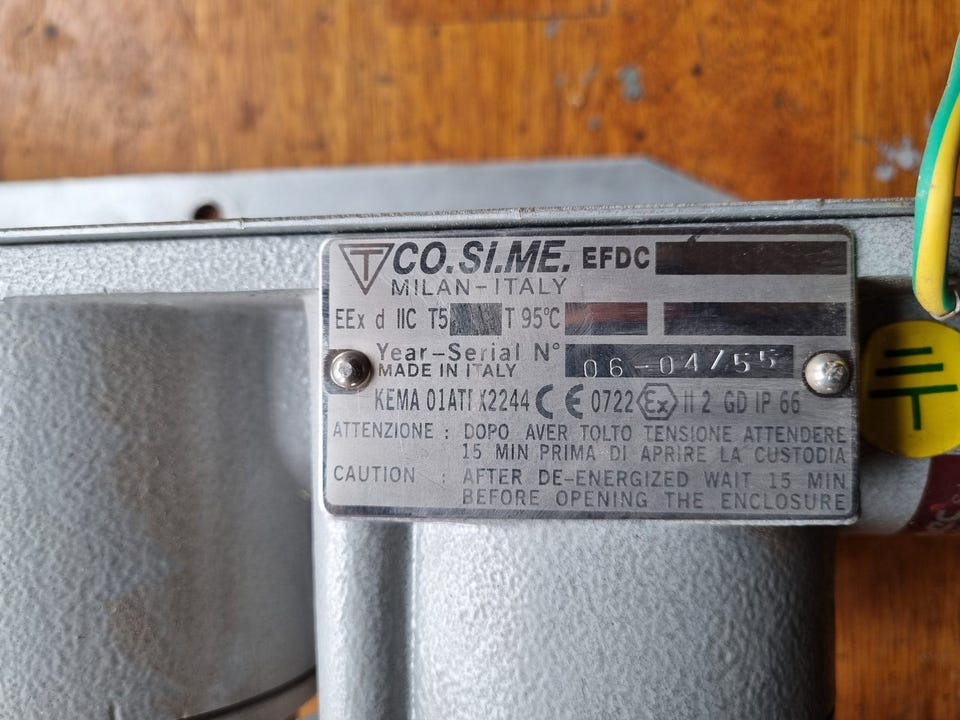 CO.SI.ME. EFDC
MILAN-ITALY
EEx d IIC T5 T 95°C
Year-Serial N° 06-04/55
MADE IN ITALY
KEMA 01ATEX2244 CE 0722 Ex II 2 GD IP 66
ATTENZIONE : DOPO AVER TOLTO TENSIONE ATTENDERE
15 MIN PRIMA DI APRIRE LA CUSTODIA
CAUTION : AFTER DE-ENERGIZED WAIT 15 MIN
BEFORE OPENING THE ENCLOSURE